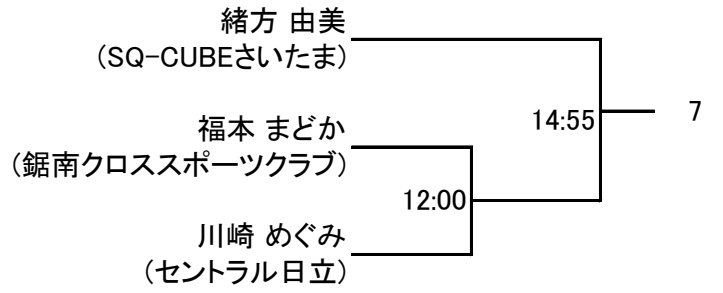 緒方 由美
(SQ-CUBEさいたま)
14:55
7
福本 まどか
(鋸南クロススポーツクラブ)
12:00
川崎 めぐみ
(セントラル日立)